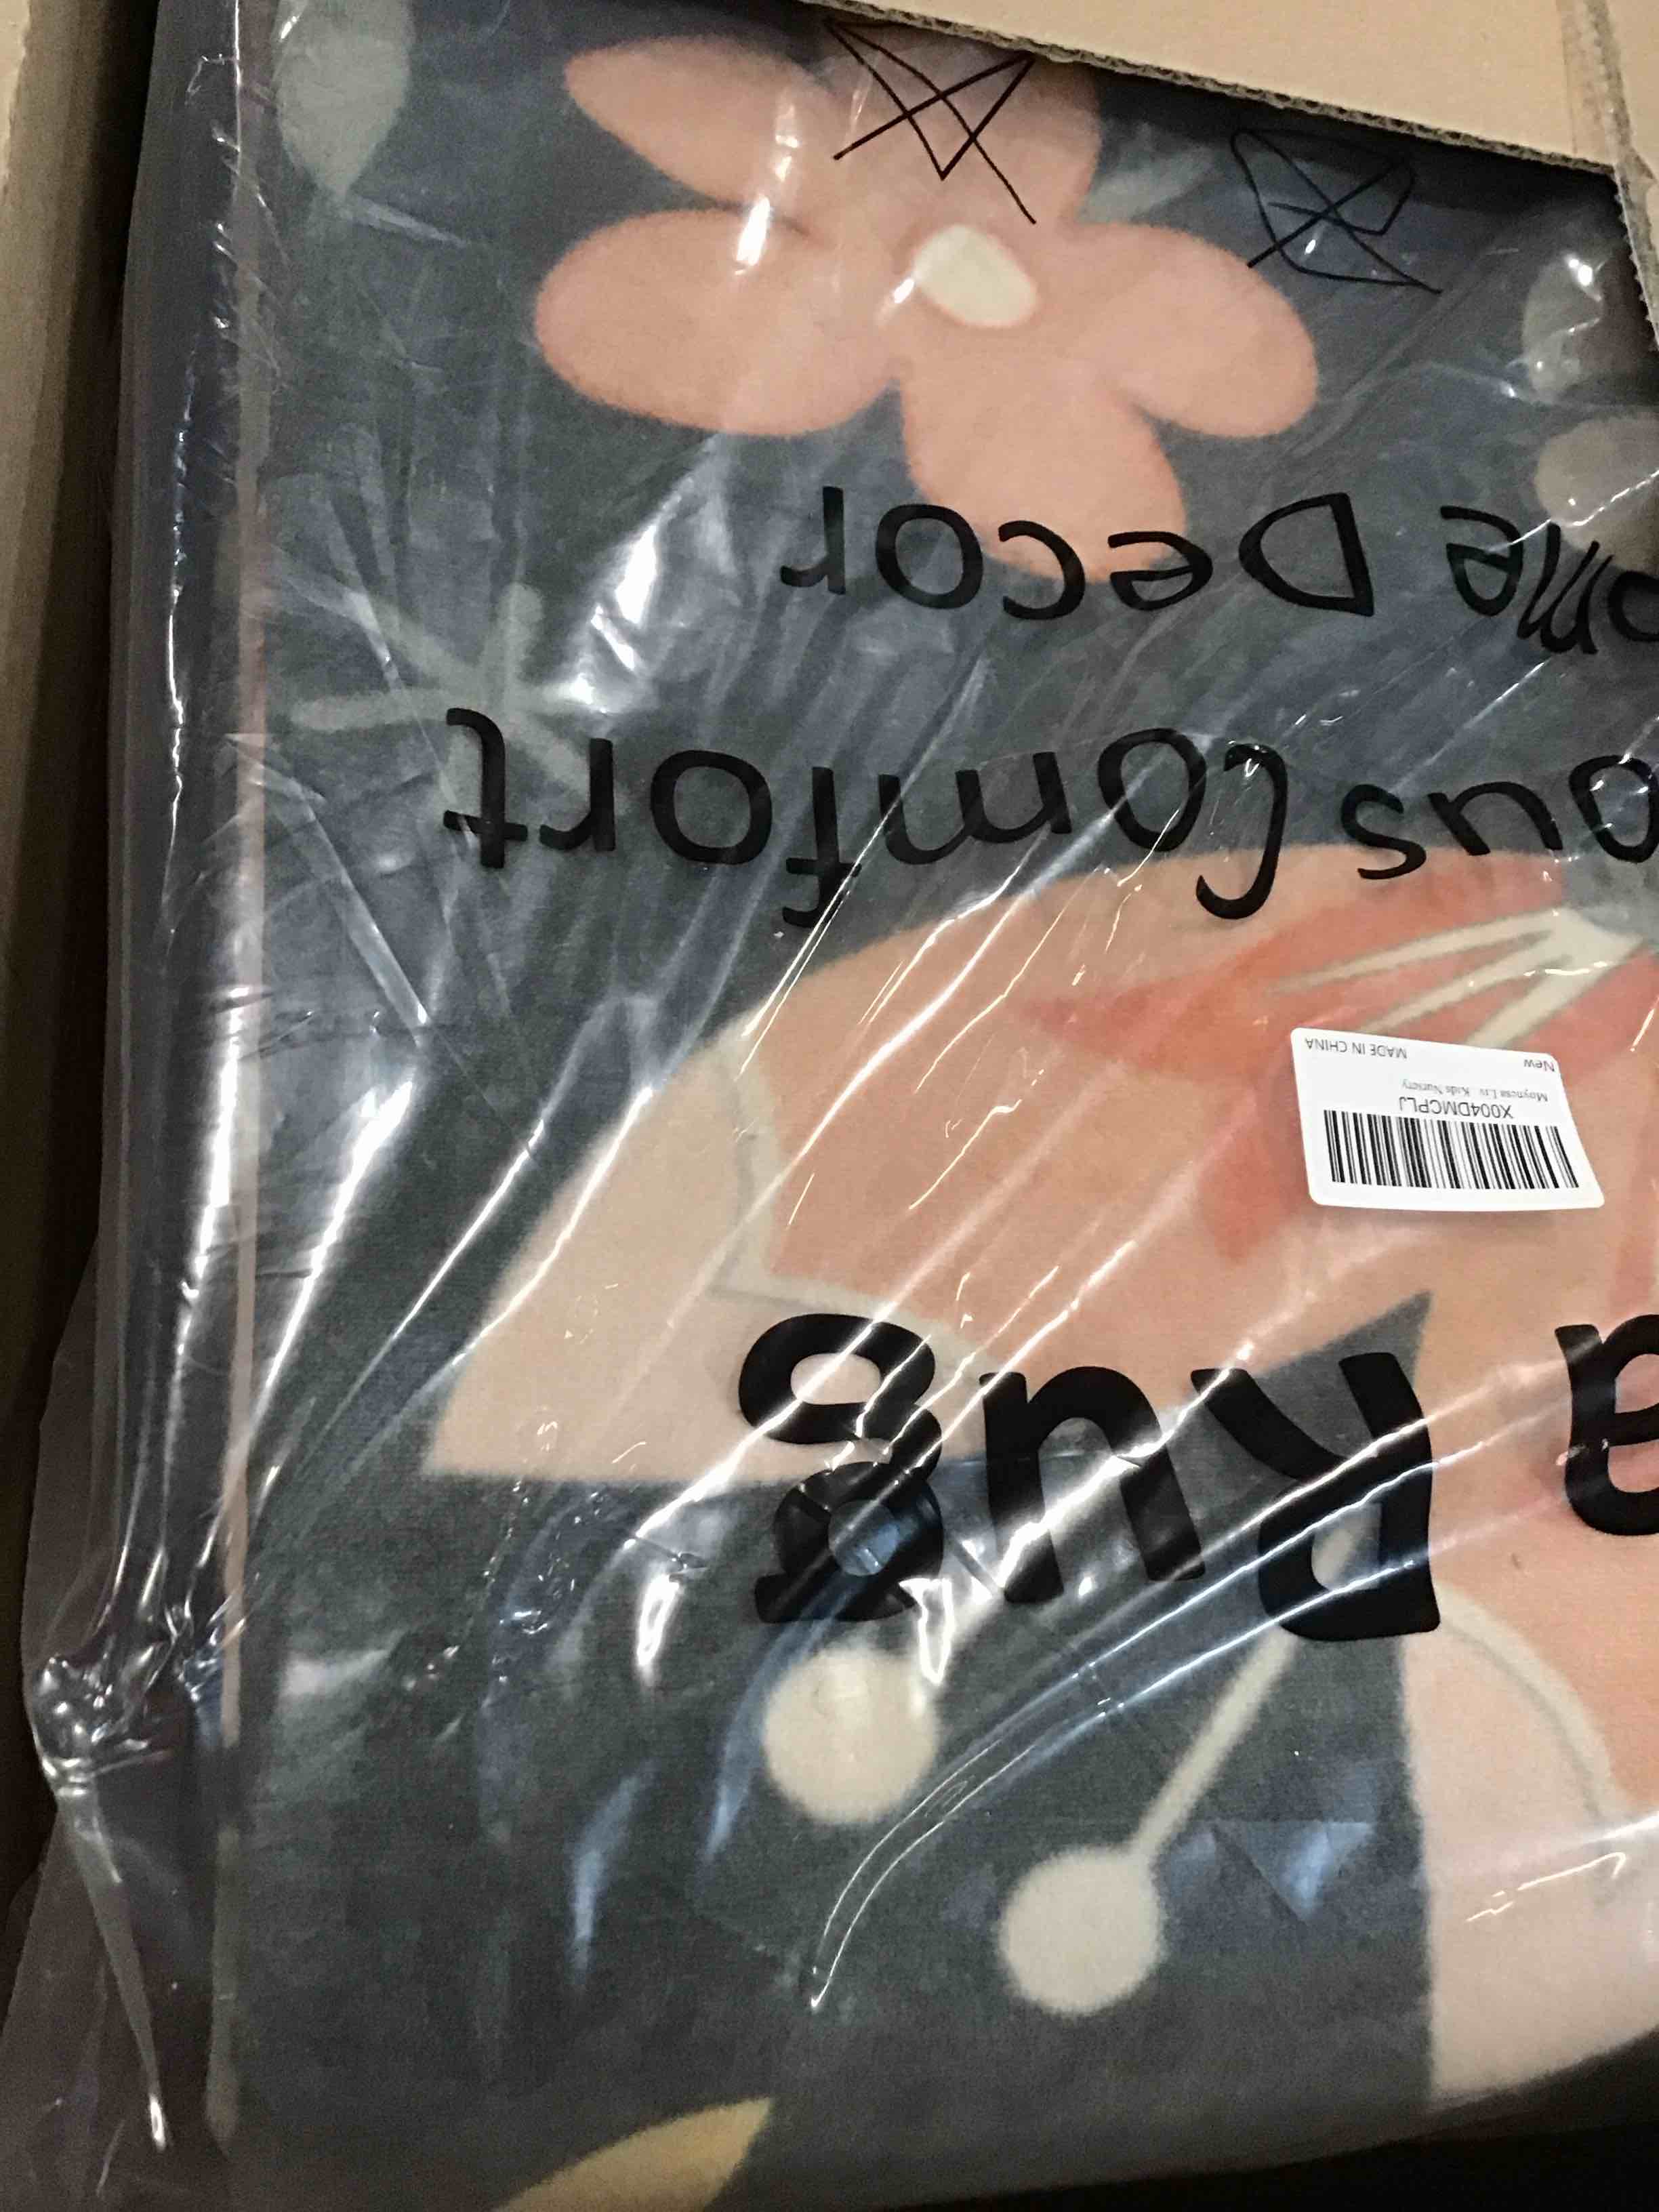 a Rug
X004DMCPLJ
Kids Nursery
New
MADE IN CHINA
ous Comfort
ome Decor